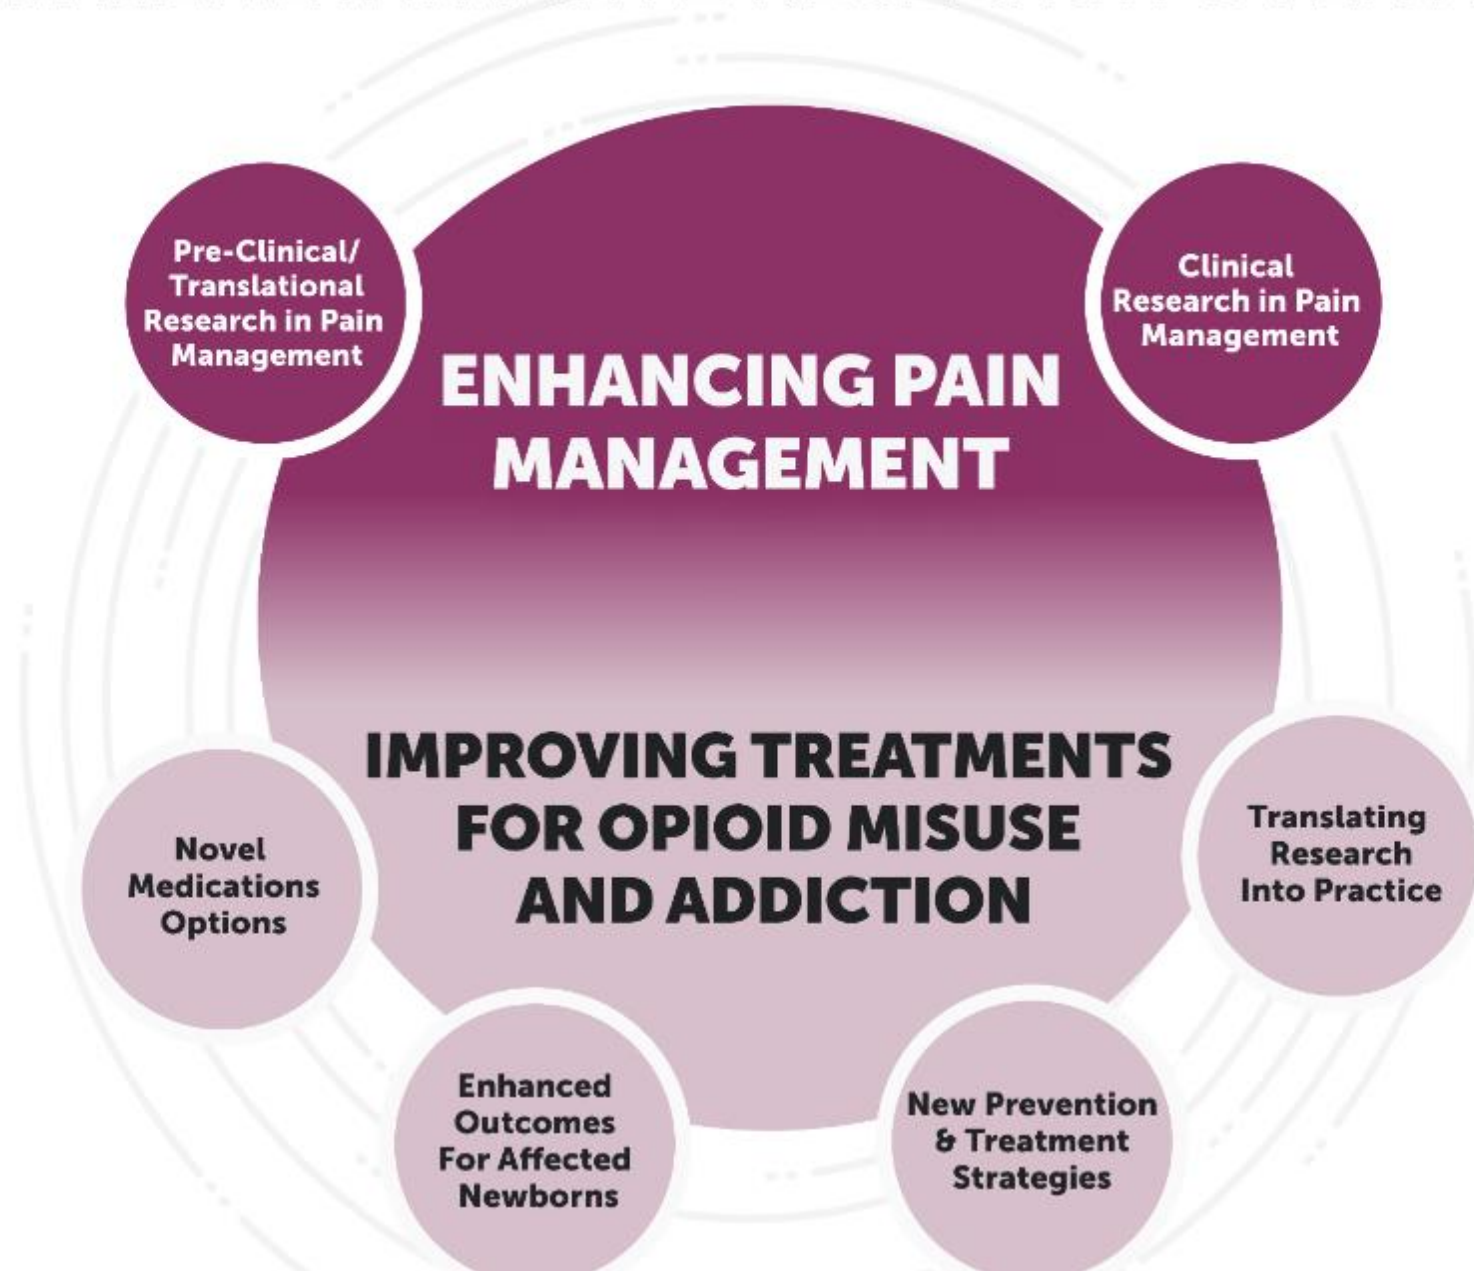 Pre-Clinical/
Translational
Research in Pain
Management
Clinical
Research in Pain
Management
ENHANCING PAIN
MANAGEMENT
IMPROVING TREATMENTS
FOR OPIOID MISUSE
AND ADDICTION
Novel
Medications
Options
Translating
Research
Into Practice
Enhanced
Outcomes
For Affected
Newborns
New Prevention
& Treatment
Strategies